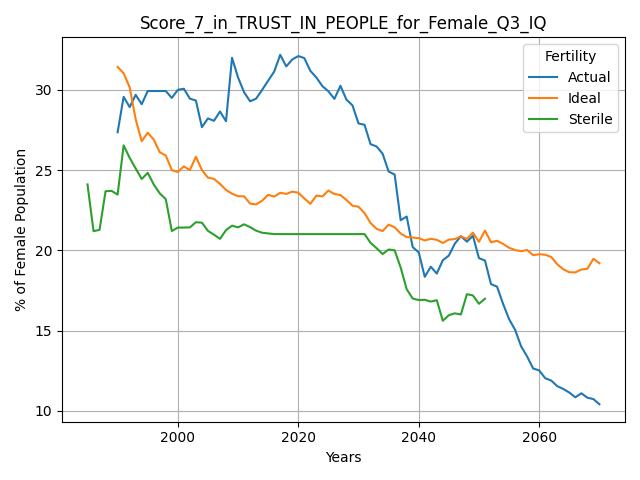 Score_7_in_TRUST_IN_PEOPLE_for_Female_Q3_IQ
% of Female Population
30
25
20
15
10
Fertility
Actual
Ideal
Sterile
2000
2020
2040
2060
Years